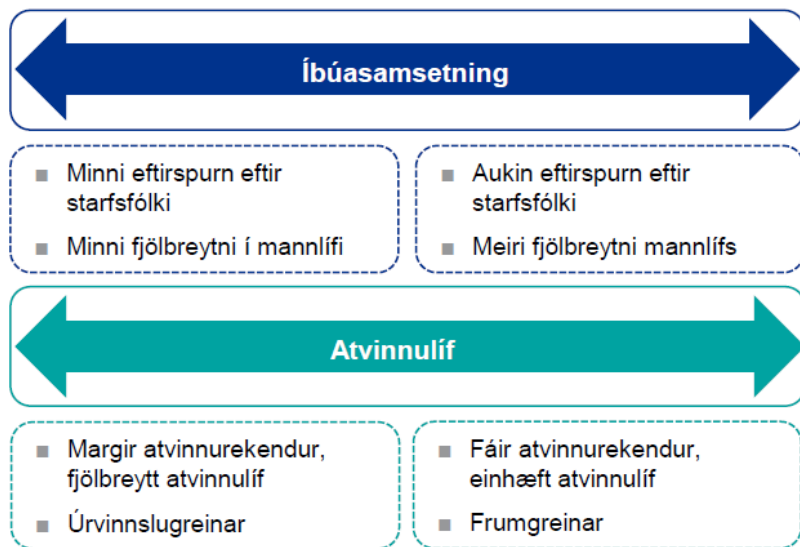 Íbúasamsetning
Minni eftirspurn eftir
starfsfólki
Minni fjölbreytni í mannlífi
Aukin eftirspurn eftir
starfsfólki
Meiri fjölbreytni mannlífs
Atvinnulíf
Margir atvinnurekendur,
fjölbreytt atvinnulíf
Úrvinnslugreinar
Fáir atvinnurekendur,
einhæft atvinnulíf
Frumgreinar